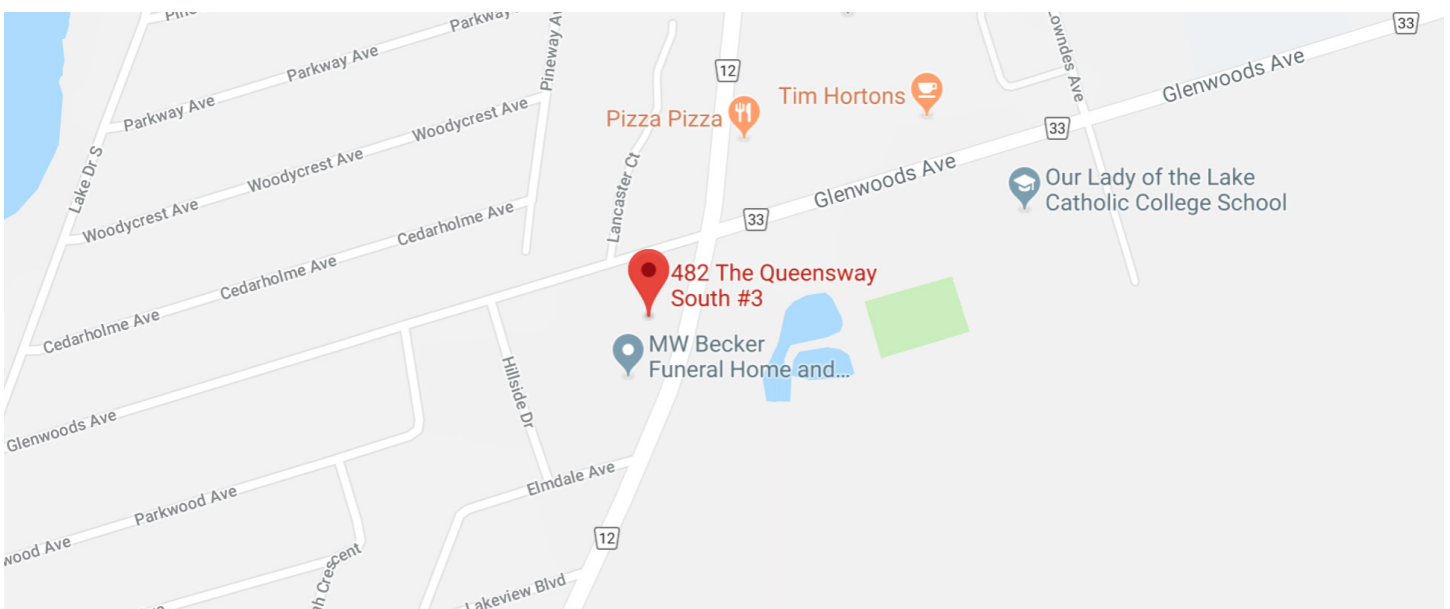 Parkway
33
Lowndes Ave
Pineway Av
Parkway Ave
12
Glenwoods Ave
Tim Hortons
Parkway Ave
Woodycrest Ave
Pizza Pizza
33
Woodycrest Ave
Glenwoods Ave
Lake Dr S
Our Lady of the Lake
Catholic College School
Lancaster Ct
Woodycrest Ave
Cedarholme Ave
33
Cedarholme Ave
482 The Queensway
South #3
Cedarholme Ave
MW Becker
Funeral Home and...
Hillside Dr
Glenwoods Ave
Elmdale Ave
Parkwood Ave
12
wood Ave
Crescent
Lakeview Blvd